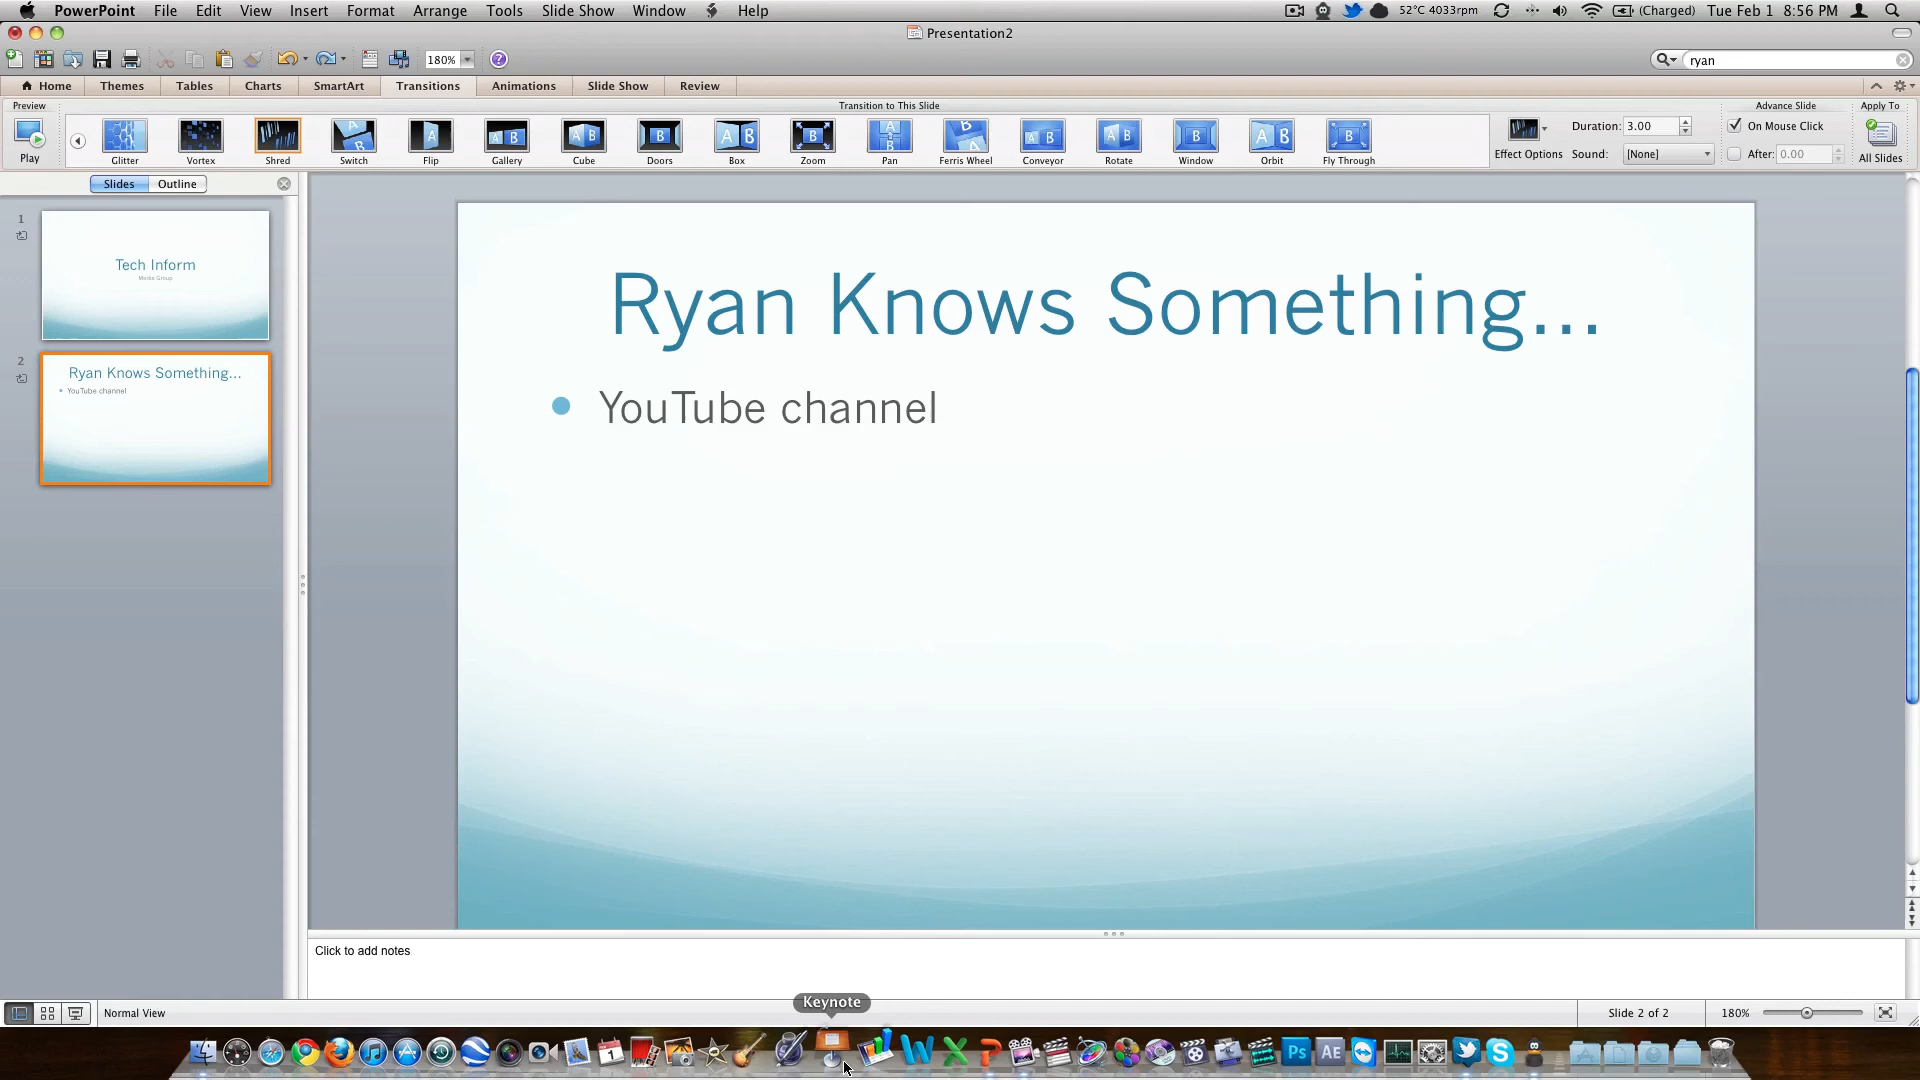 PowerPoint File Edit View Insert Format Arrange Tools Slide Show Window Help 52°C 4033rpm (Charged) Tue Feb 1 8:56 PM
Presentation2
180% ? ryan
Home Themes Tables Charts SmartArt Transitions Animations Slide Show Review
Preview Transition to This Slide Advance Slide Apply To
Play Glitter Vortex Shred Switch Flip Gallery Cube Doors Box Zoom Pan Ferris Wheel Conveyor Rotate Window Orbit Fly Through
Effect Options Duration: 3.00 On Mouse Click
Sound: [None] After: 0.00 All Slides
Slides Outline
1
Tech Inform
Media Group
2
Ryan Knows Something...
YouTube channel
Ryan Knows Something...
YouTube channel
Click to add notes
Keynote
Normal View Slide 2 of 2 180%
1 W X P Ps AE S